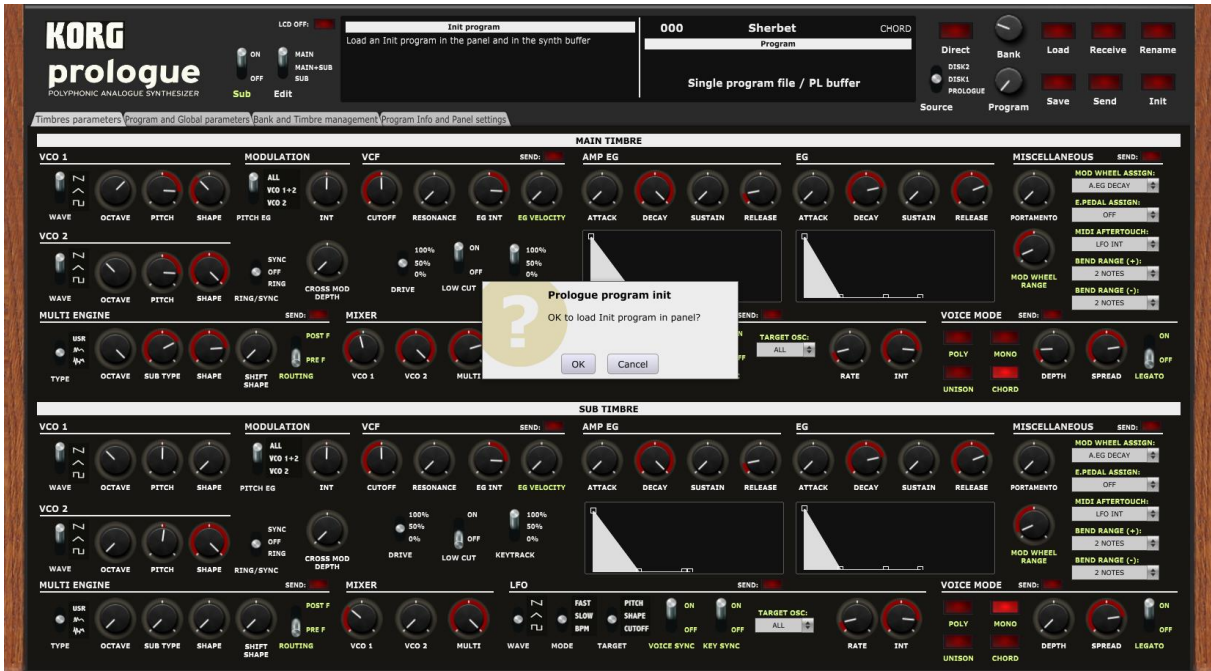 KORG
prologue
POLYPHONIC ANALOGUE SYNTHESIZER
LCD OFF:
ON
OFF
Sub
MAIN
MAIN+SUB
SUB
Edit
Init program
Load an Init program in the panel and in the synth buffer
000 Sherbet CHORD
Program
Single program file / PL buffer
Direct Bank Load Receive Rename
DISK2
DISK1
PROLOGUE
Source Program Save Send Init
Timbres parameters Program and Global parameters Bank and Timbre management Program Info and Panel settings
MAIN TIMBRE
VCO 1 MODULATION VCF SEND: AMP EG EG MISCELLANEOUS SEND:
ALL
VCO 1+2
VCO 2
WAVE OCTAVE PITCH SHAPE PITCH EG INT CUTOFF RESONANCE EG INT EG VELOCITY ATTACK DECAY SUSTAIN RELEASE ATTACK DECAY SUSTAIN RELEASE PORTAMENTO
MOD WHEEL ASSIGN:
A.EG DECAY
E.PEDAL ASSIGN:
OFF
MIDI AFTERTOUCH:
LFO INT
BEND RANGE (+):
2 NOTES
BEND RANGE (-):
2 NOTES
MOD WHEEL
RANGE
VCO 2
SYNC
OFF
RING
100%
50%
0%
ON
OFF
100%
50%
0%
WAVE OCTAVE PITCH SHAPE RING/SYNC CROSS MOD
DEPTH
DRIVE LOW CUT
Prologue program init
OK to load Init program in panel?
OK Cancel
MULTI ENGINE SEND: MIXER SEND: VOICE MODE SEND:
USR
POST F
PRE F
TARGET OSC:
ALL
POLY MONO
ON
OFF
TYPE OCTAVE SUB TYPE SHAPE SHIFT
SHAPE
ROUTING VCO 1 VCO 2 MULTI RATE INT UNISON CHORD DEPTH SPREAD LEGATO
SUB TIMBRE
VCO 1 MODULATION VCF SEND: AMP EG EG MISCELLANEOUS SEND:
ALL
VCO 1+2
VCO 2
WAVE OCTAVE PITCH SHAPE PITCH EG INT CUTOFF RESONANCE EG INT EG VELOCITY ATTACK DECAY SUSTAIN RELEASE ATTACK DECAY SUSTAIN RELEASE PORTAMENTO
MOD WHEEL ASSIGN:
A.EG DECAY
E.PEDAL ASSIGN:
OFF
MIDI AFTERTOUCH:
LFO INT
BEND RANGE (+):
2 NOTES
BEND RANGE (-):
2 NOTES
MOD WHEEL
RANGE
VCO 2
SYNC
OFF
RING
100%
50%
0%
ON
OFF
100%
50%
0%
WAVE OCTAVE PITCH SHAPE RING/SYNC CROSS MOD
DEPTH
DRIVE LOW CUT KEYTRACK
MULTI ENGINE SEND: MIXER LFO SEND: VOICE MODE SEND:
USR
POST F
PRE F
FAST
SLOW
BPM
PITCH
SHAPE
CUTOFF
ON
OFF
ON
OFF
TARGET OSC:
ALL
POLY MONO
ON
OFF
TYPE OCTAVE SUB TYPE SHAPE SHIFT
SHAPE
ROUTING VCO 1 VCO 2 MULTI WAVE MODE TARGET VOICE SYNC KEY SYNC RATE INT UNISON CHORD DEPTH SPREAD LEGATO